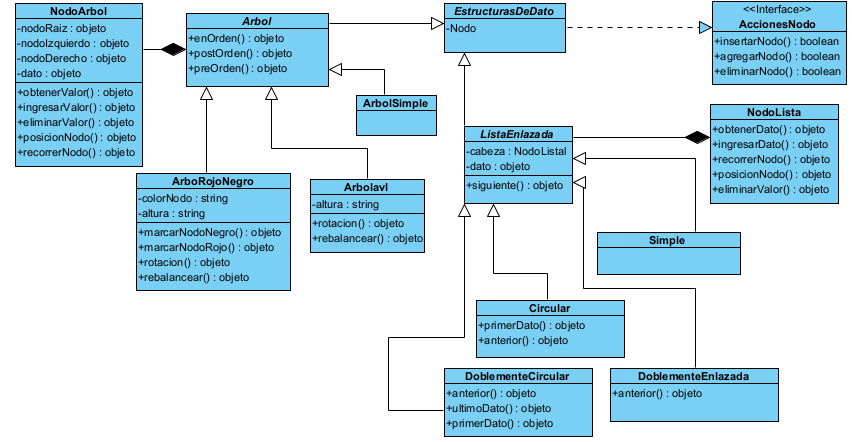 NodoArbol
-nodoRaiz : objeto
-nodoIzquierdo : objeto
-nodoDerecho : objeto
-dato : objeto
+obtenerValor() : objeto
+ingresarValor() : objeto
+eliminarValor() : objeto
+posicionNodo() : objeto
+recorrerNodo() : objeto
Arbol
+enOrden() : objeto
+postOrden() : objeto
+preOrden() : objeto
EstructurasDeDato
-Nodo
<<Interface>>
AccionesNodo
+insertarNodo() : boolean
+agregarNodo() : boolean
+eliminarNodo() : boolean
ArbolSimple
ListaEnlazada
-cabeza : NodoListal
-dato : objeto
+siguiente() : objeto
NodoLista
+obtenerDato() : objeto
+ingresarDato() : objeto
+recorrerNodo() : objeto
+posicionNodo() : objeto
+eliminarValor() : objeto
ArboRojoNegro
-colorNodo : string
-altura : string
+marcarNodoNegro() : objeto
+marcarNodoRojo() : objeto
+rotacion() : objeto
+rebalancear() : objeto
Arbolavl
-altura : string
+rotacion() : objeto
+rebalancear() : objeto
Simple
Circular
+primerDato() : objeto
+anterior() : objeto
DoblementeCircular
+anterior() : objeto
+ultimoDato() : objeto
+primerDato() : objeto
DoblementeEnlazada
+anterior() : objeto